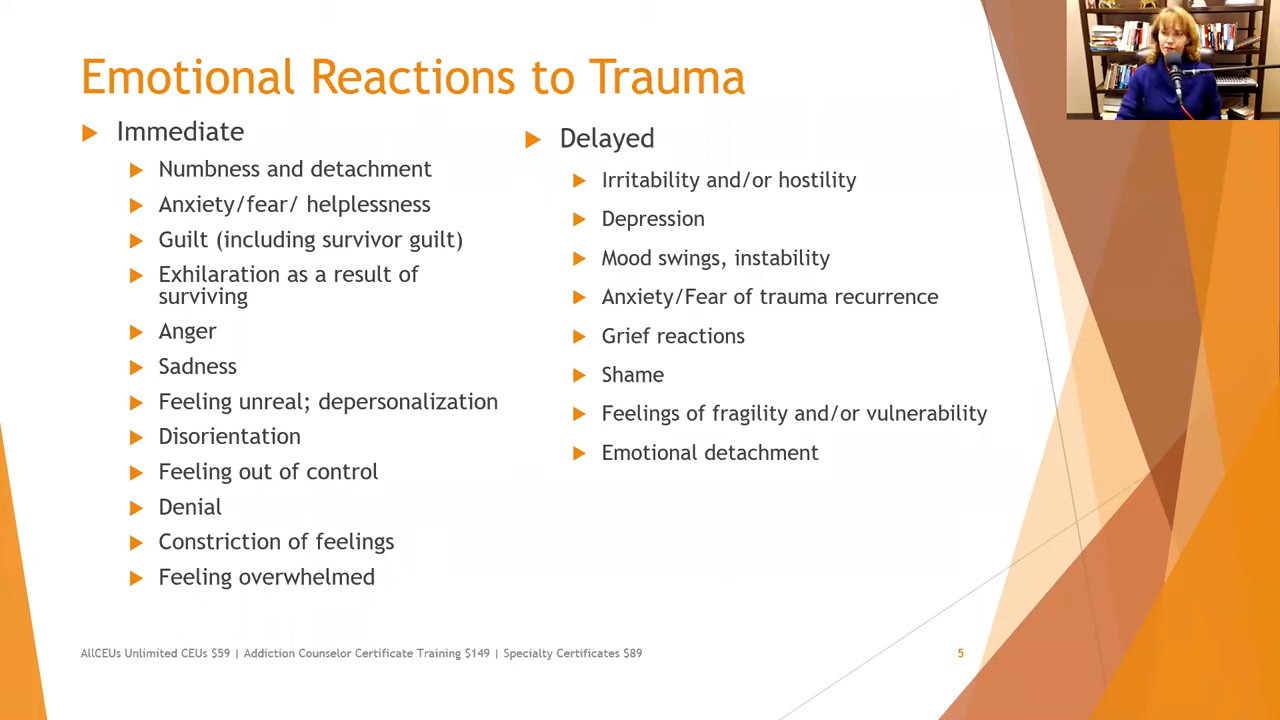 Emotional Reactions to Trauma
Immediate
Numbness and detachment
Anxiety/fear/ helplessness
Guilt (including survivor guilt)
Exhilaration as a result of
surviving
Anger
Sadness
Feeling unreal; depersonalization
Disorientation
Feeling out of control
Denial
Constriction of feelings
Feeling overwhelmed
Delayed
Irritability and/or hostility
Depression
Mood swings, instability
Anxiety/Fear of trauma recurrence
Grief reactions
Shame
Feelings of fragility and/or vulnerability
Emotional detachment
AllCEUs Unlimited CEUs $59 | Addiction Counselor Certificate Training $149 | Specialty Certificates $89
5